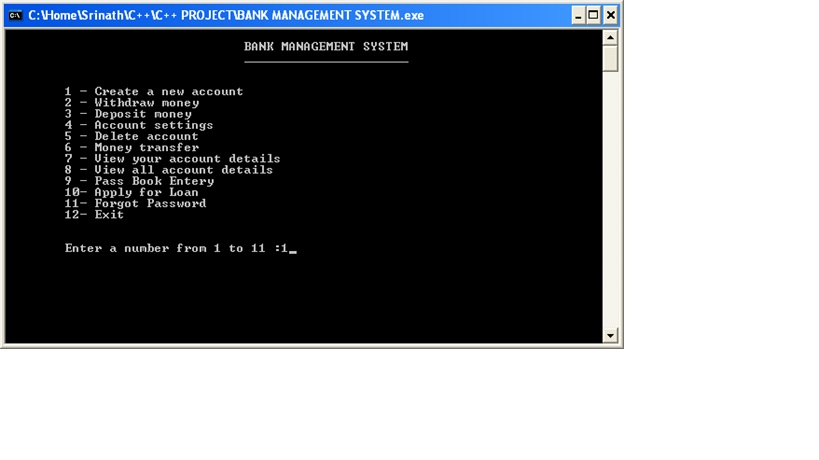 C:\Home\Srinath\C++\C++ PROJECT\BANK MANAGEMENT SYSTEM.exe
BANK MANAGEMENT SYSTEM
1 - Create a new account
2 - Withdraw money
3 - Deposit money
4 - Account settings
5 - Delete account
6 - Money transfer
7 - View your account details
8 - View all account details
9 - Pass Book Entery
10- Apply for Loan
11- Forgot Password
12- Exit
Enter a number from 1 to 11 :1_